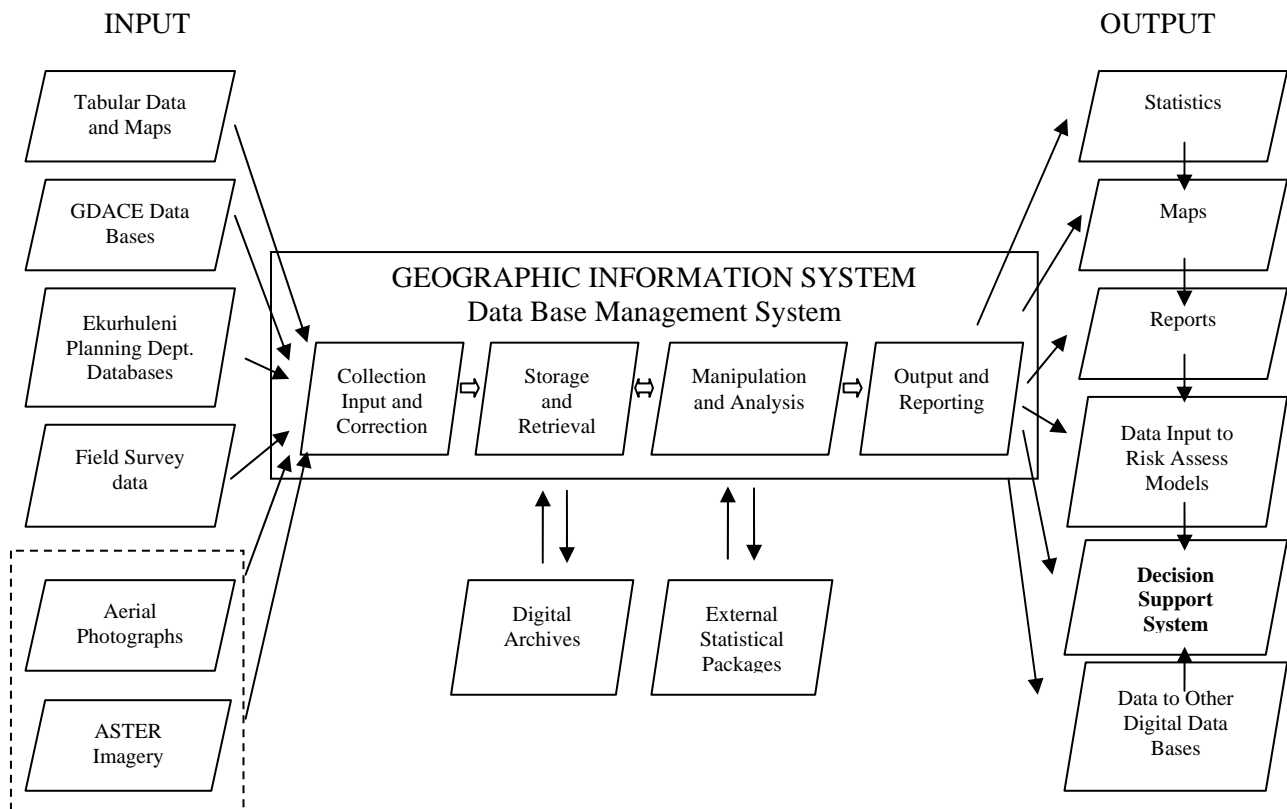 INPUT
OUTPUT
Tabular Data
and Maps
GDACE Data
Bases
Ekurhuleni
Planning Dept.
Databases
Field Survey
data
Aerial
Photographs
ASTER
Imagery
GEOGRAPHIC INFORMATION SYSTEM
Data Base Management System
Collection
Input and
Correction
Storage
and
Retrieval
Manipulation
and Analysis
Output and
Reporting
Digital
Archives
External
Statistical
Packages
Statistics
Maps
Reports
Data Input to
Risk Assess
Models
Decision
Support
System
Data to Other
Digital Data
Bases